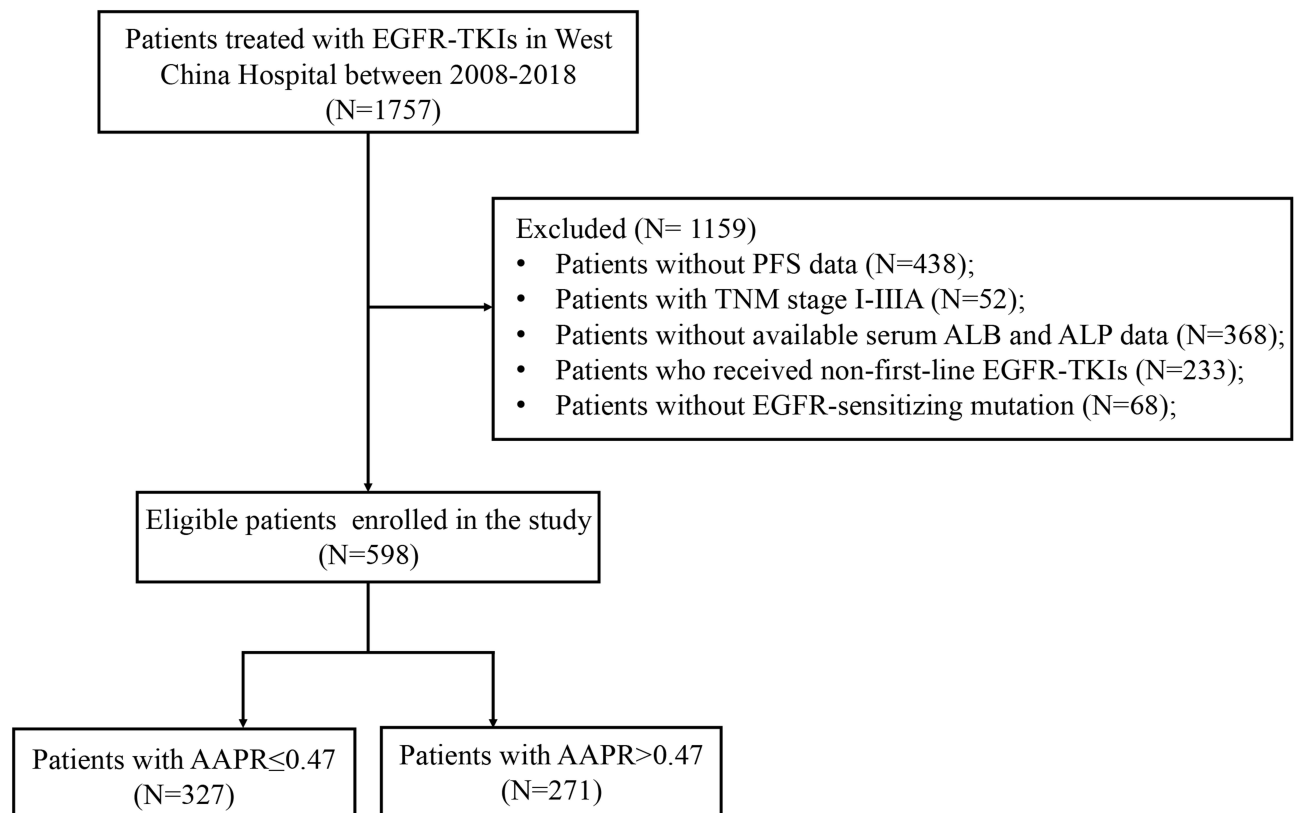 Patients treated with EGFR-TKIs in West
China Hospital between 2008-2018
(N=1757)
Excluded (N= 1159)
• Patients without PFS data (N=438);
• Patients with TNM stage I-IIIA (N=52);
• Patients without available serum ALB and ALP data (N=368);
• Patients who received non-first-line EGFR-TKIs (N=233);
• Patients without EGFR-sensitizing mutation (N=68);
Eligible patients enrolled in the study
(N=598)
Patients with AAPR≤0.47
(N=327)
Patients with AAPR>0.47
(N=271)